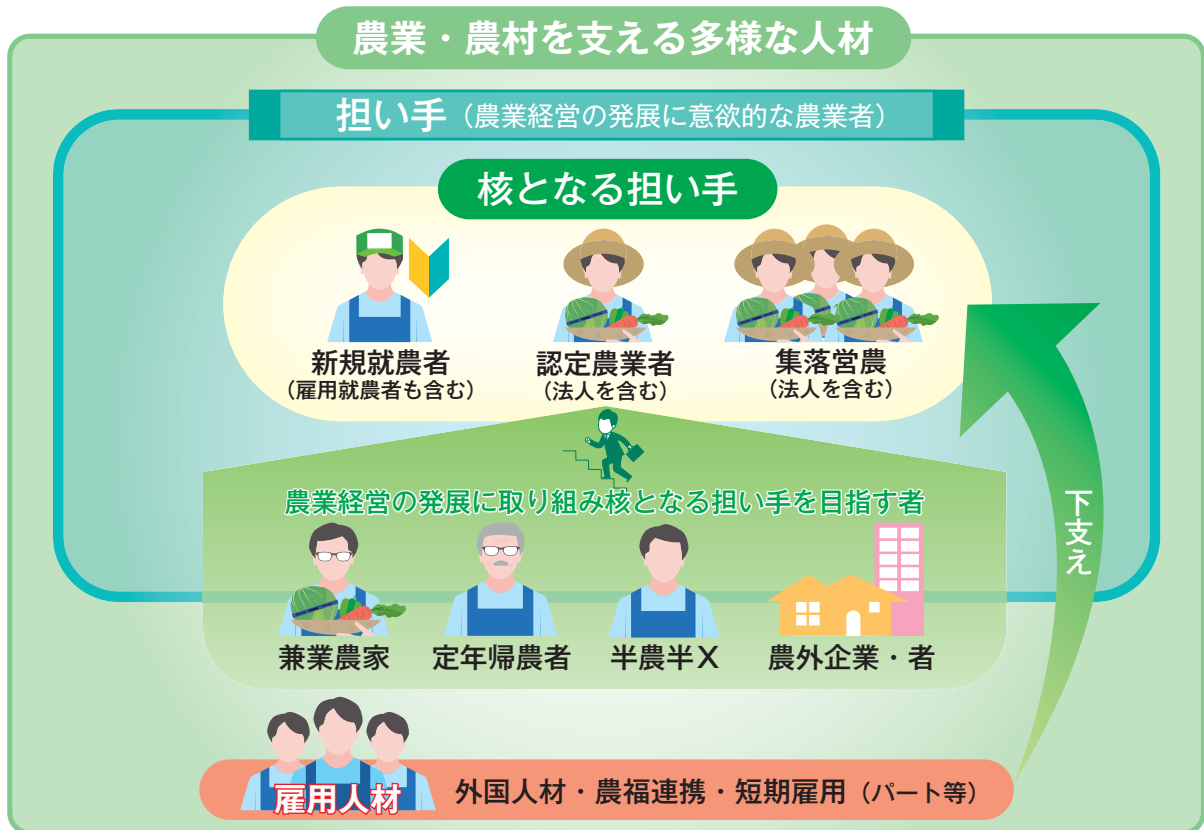 農業・農村を支える多様な人材
担い手（農業経営の発展に意欲的な農業者）
核となる担い手
新規就農者
（雇用就農者も含む）
認定農業者
（法人を含む）
集落営農
（法人を含む）
農業経営の発展に取り組み核となる担い手を目指す者
下支え
兼業農家
定年帰農者
半農半X
農外企業・者
雇用人材
外国人材・農福連携・短期雇用（パート等）